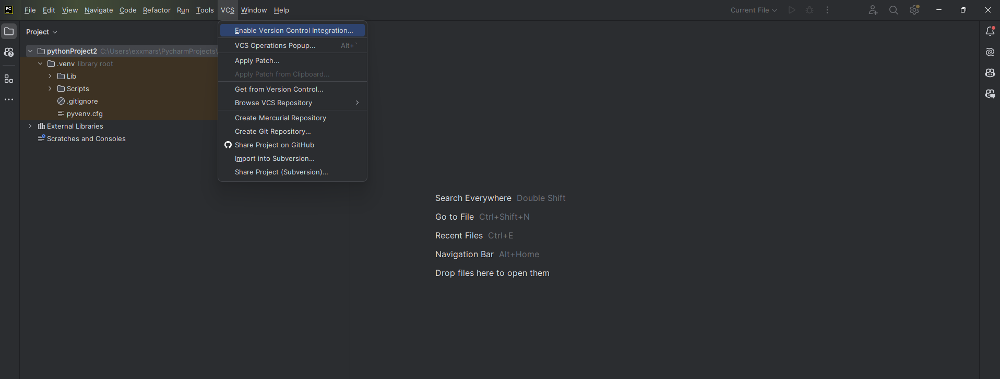 PC
File Edit View Navigate Code Refactor Run Tools VCS Window Help
Current File
Project
Enable Version Control Integration...
VCS Operations Popup... Alt+`
Apply Patch...
Apply Patch from Clipboard...
Get from Version Control...
Browse VCS Repository
Create Mercurial Repository
Create Git Repository...
Share Project on GitHub
Import into Subversion...
Share Project (Subversion)...
pythonProject2 C:\Users\exxmars\PycharmProjects\
.venv library root
Lib
Scripts
.gitignore
pyvenv.cfg
External Libraries
Scratches and Consoles
Search Everywhere Double Shift
Go to File Ctrl+Shift+N
Recent Files Ctrl+E
Navigation Bar Alt+Home
Drop files here to open them